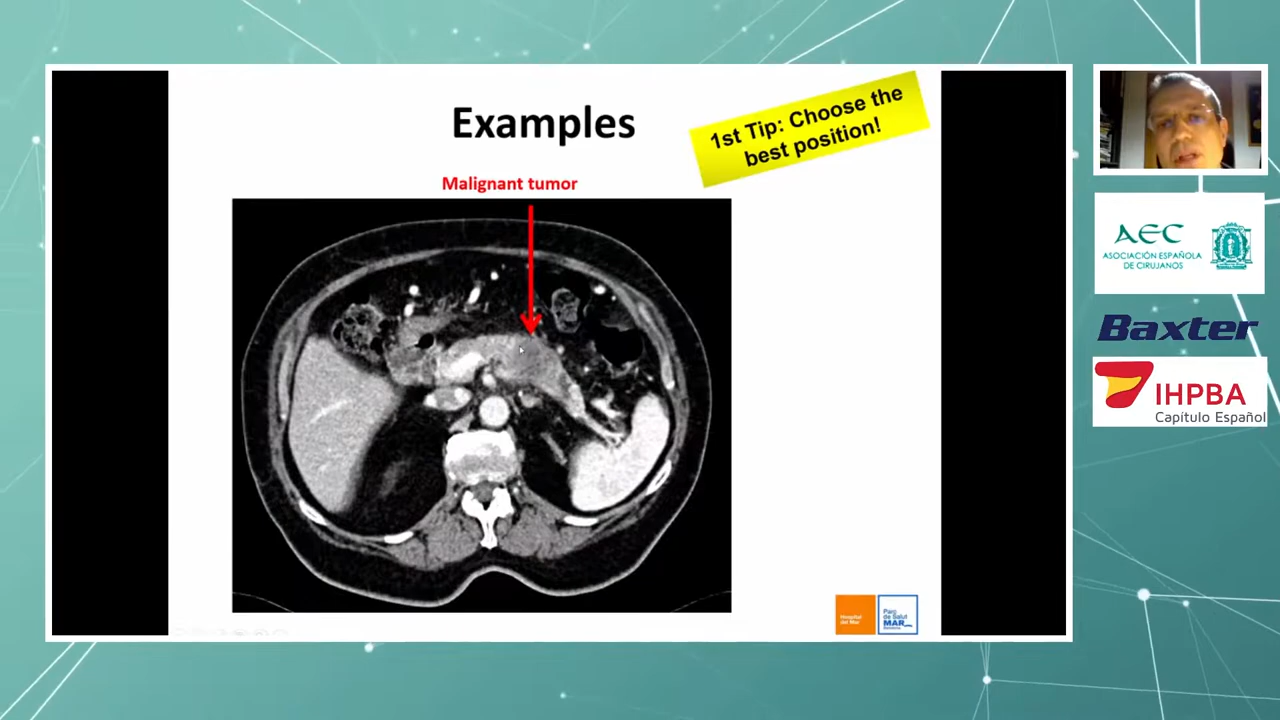 Examples
1st Tip: Choose the
best position!
Malignant tumor
Hospital
del Mar
Parc
de Salut
MAR
Barcelona
AEC
ASOCIACIÓN ESPAÑOLA
DE CIRUJANOS
Baxter
IHPBA
Capítulo Español